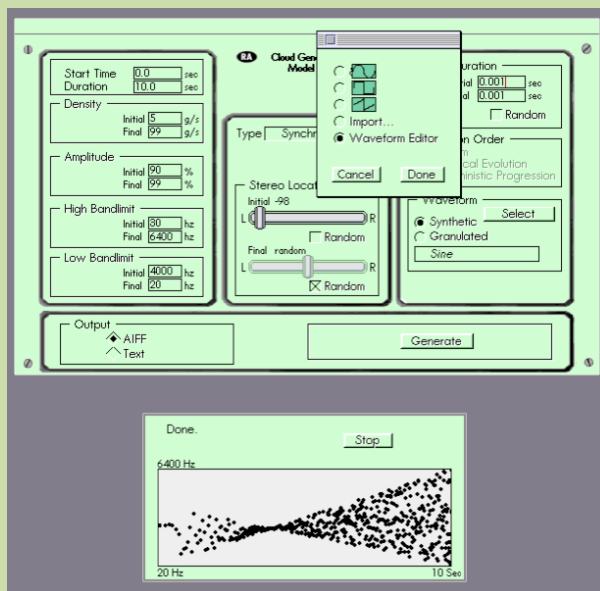 Start Time 0.0 sec
Duration 10.0 sec
Density
Initial 5 g/s
Final 99 g/s
Amplitude
Initial 90 %
Final 99 %
High Bandlimit
Initial 30 hz
Final 6400 hz
Low Bandlimit
Initial 4000 hz
Final 20 hz
RA Cloud
Model
Type
Stereo
Initial -98
L R
Random
Final random
L R
Random
Import...
Waveform Editor
Cancel Done
0.001 sec
0.001 sec
Random
Order
Evolution
Progression
Waveform
Synthetic Select
Granulated
Sine
Output
AIFF
Text
Generate
Done.
Stop
6400 Hz
20 Hz 10 Sec